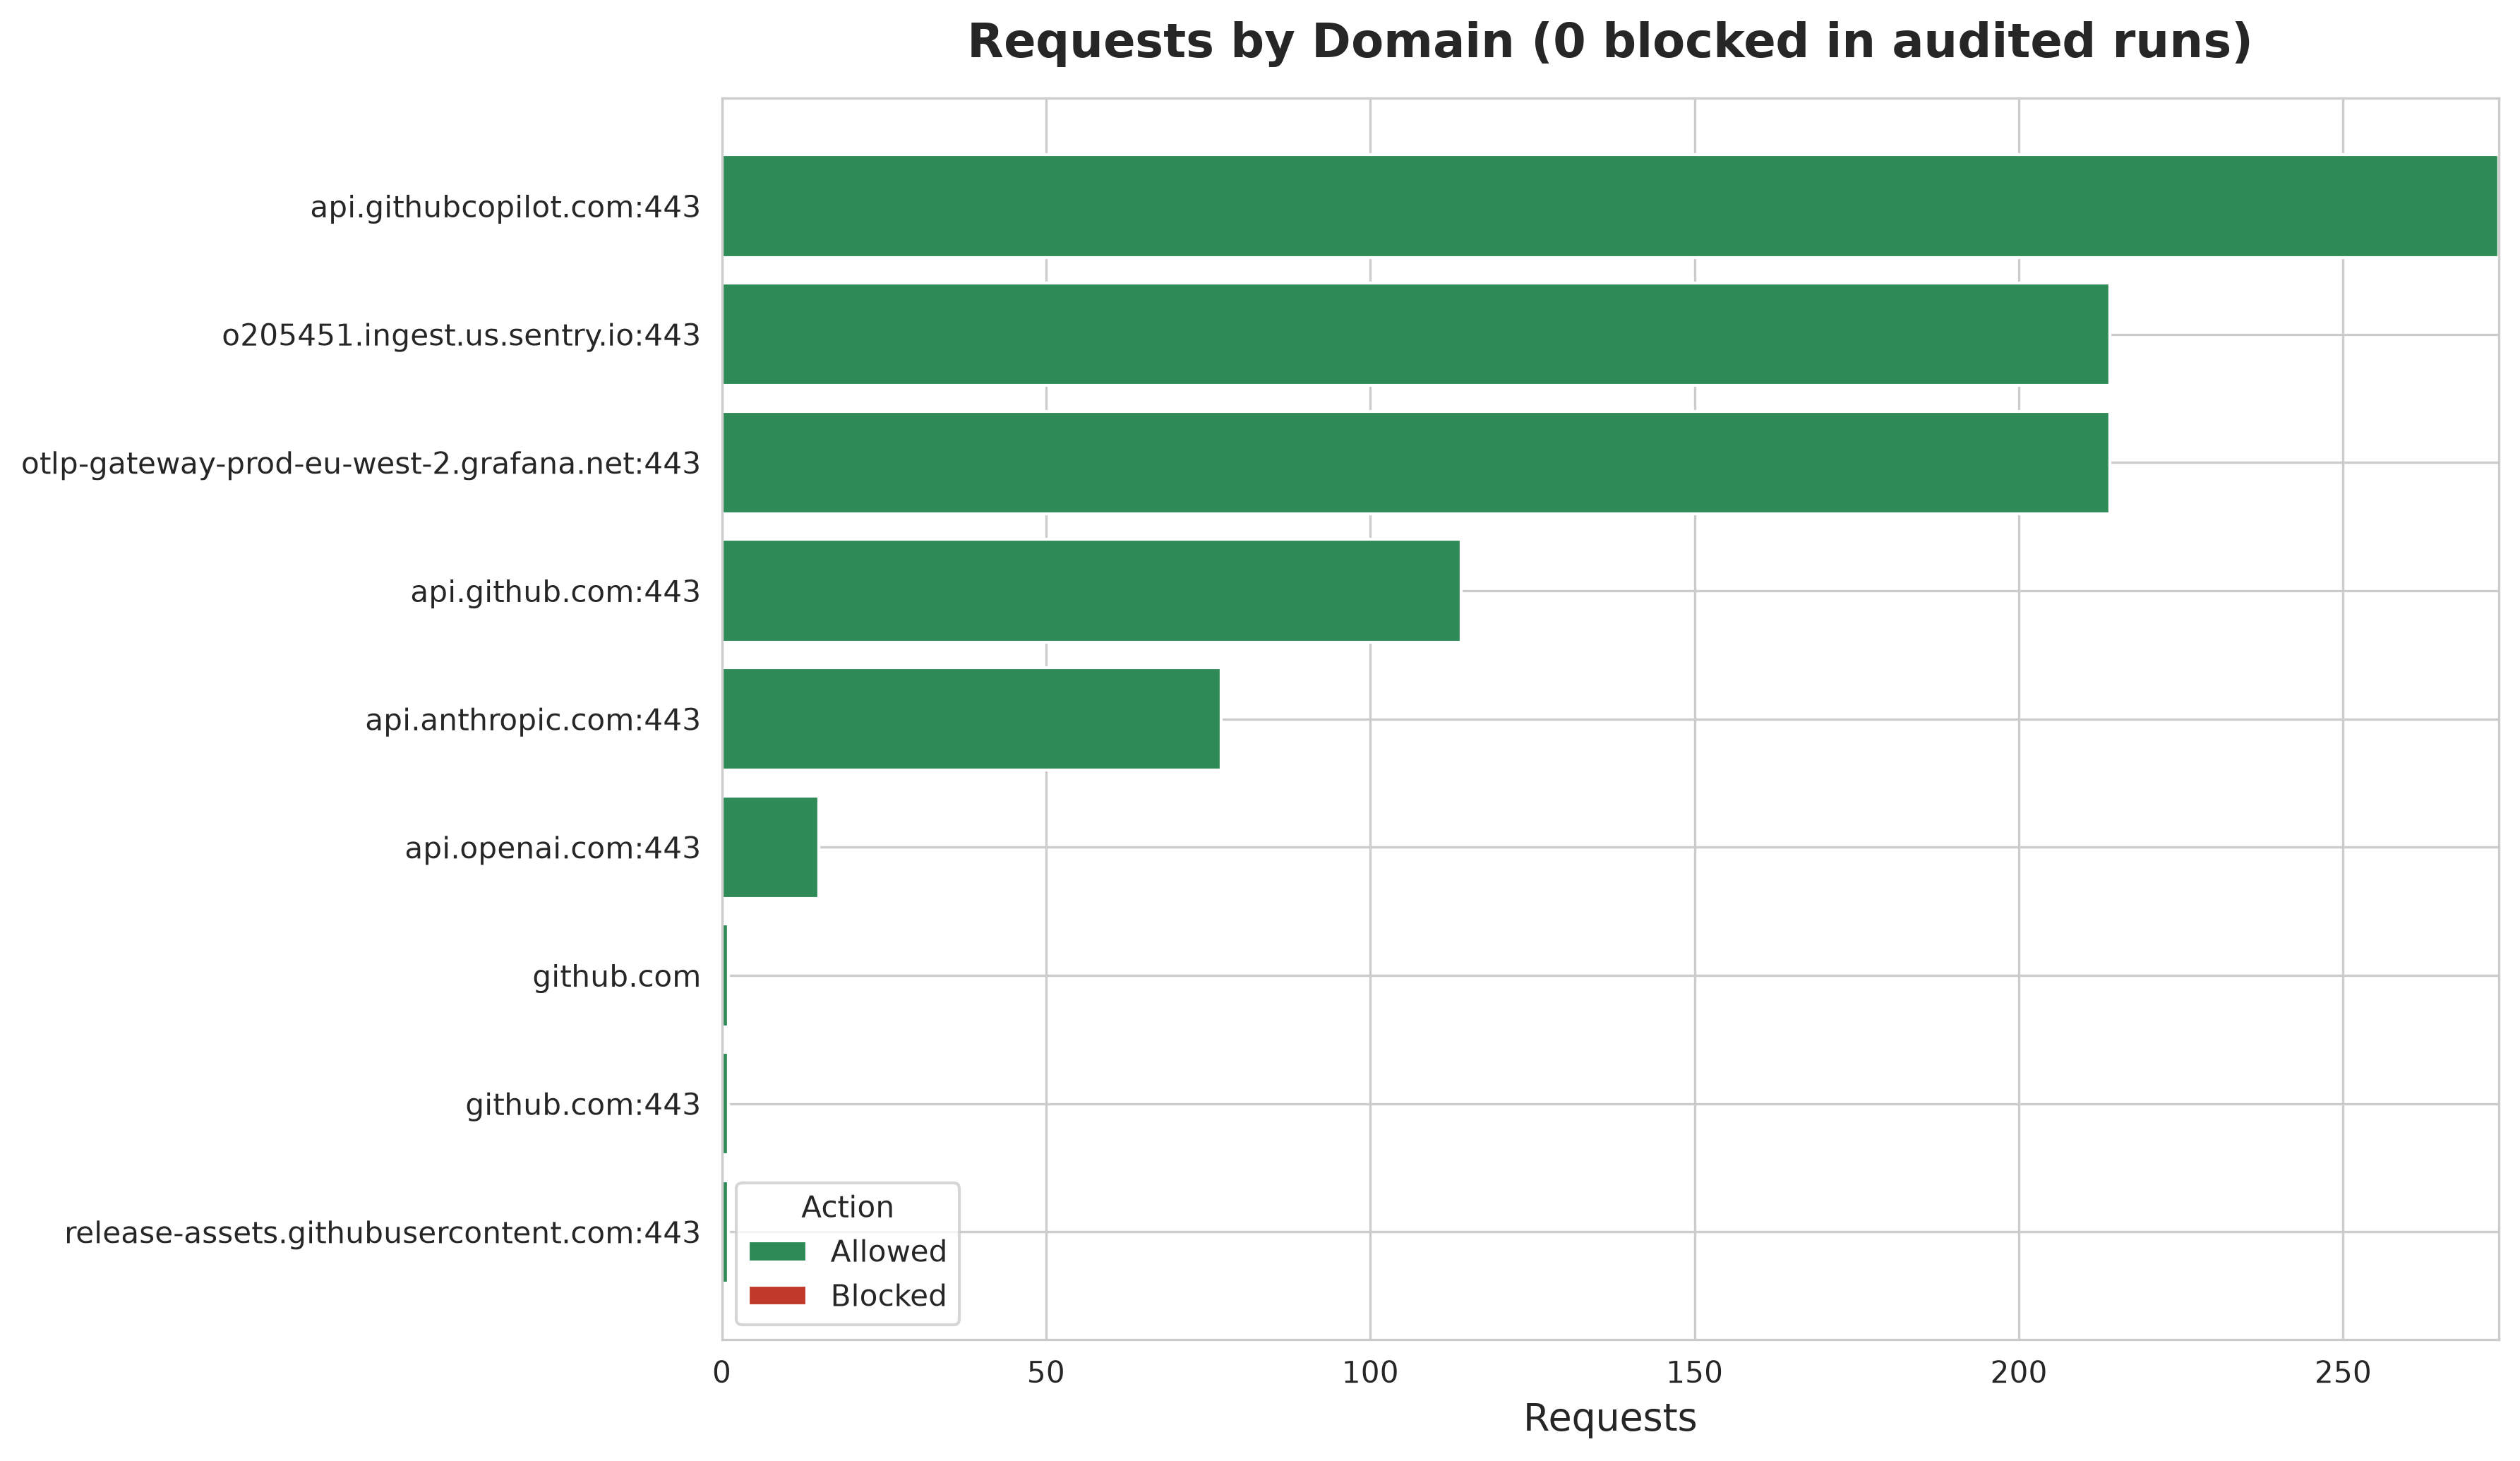 Requests by Domain (0 blocked in audited runs)
api.githubcopilot.com:443
o205451.ingest.us.sentry.io:443
otlp-gateway-prod-eu-west-2.grafana.net:443
api.github.com:443
api.anthropic.com:443
api.openai.com:443
github.com
github.com:443
release-assets.githubusercontent.com:443
Action
Allowed
Blocked
0 50 100 150 200 250
Requests